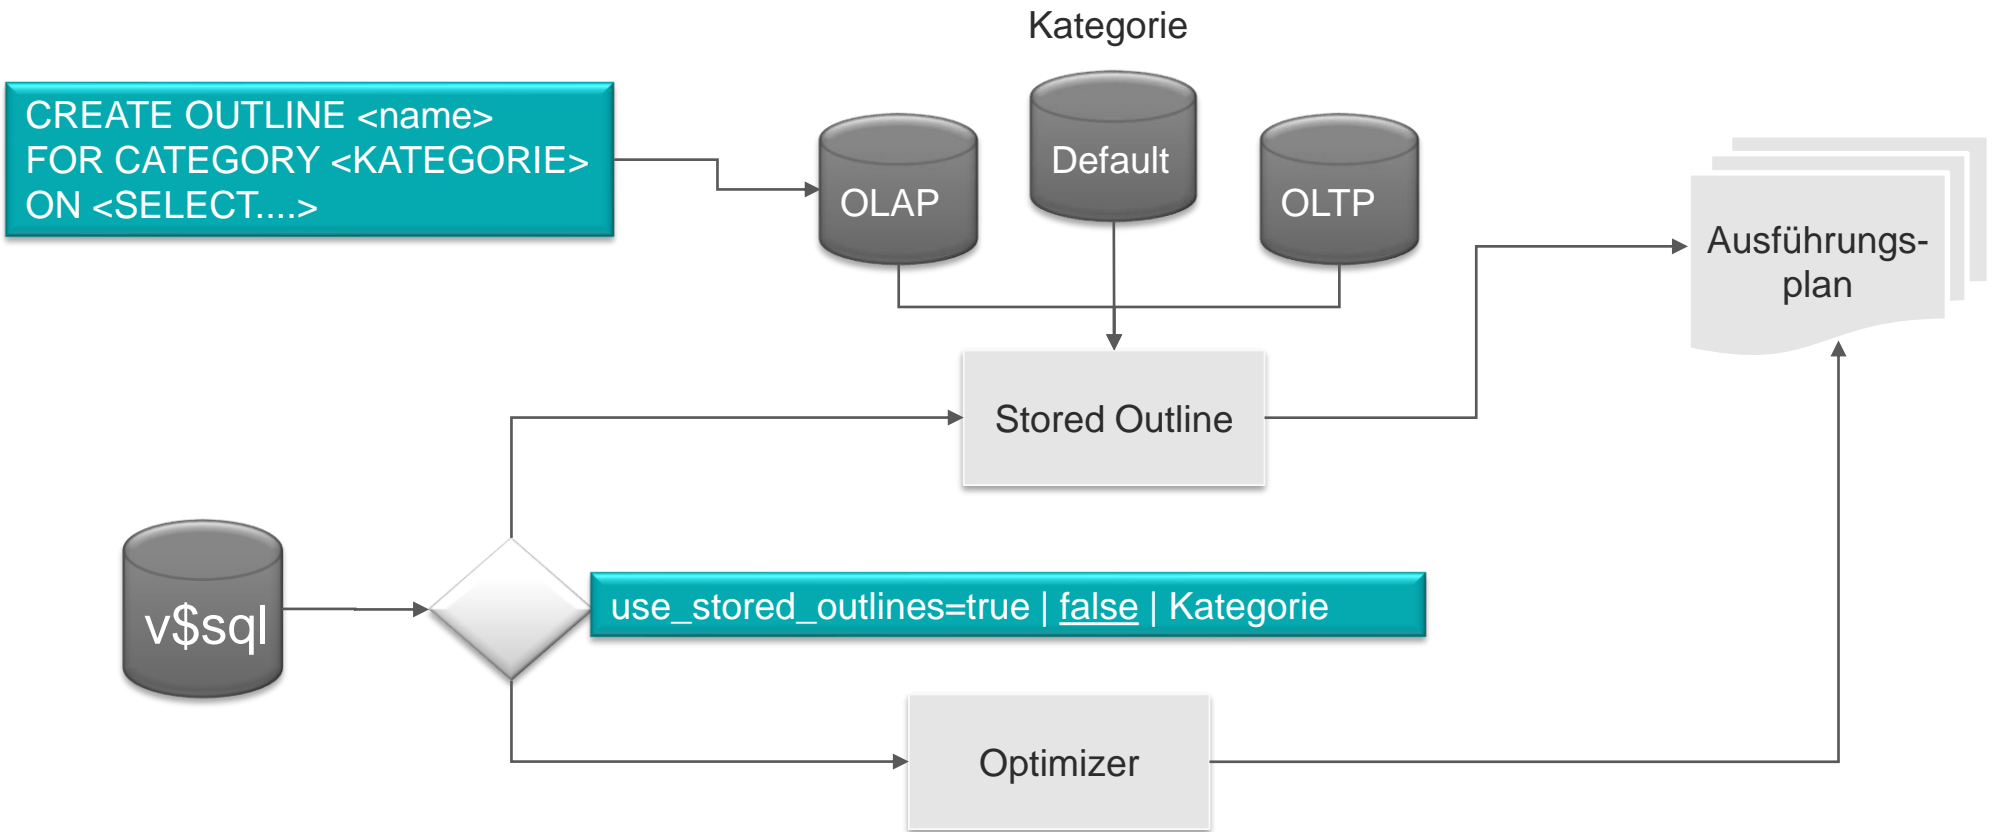 Kategorie
CREATE OUTLINE <name>
FOR CATEGORY <KATEGORIE>
ON <SELECT....>
OLAP
Default
OLTP
Ausführungs-
plan
Stored Outline
v$sql
use_stored_outlines=true | false | Kategorie
Optimizer